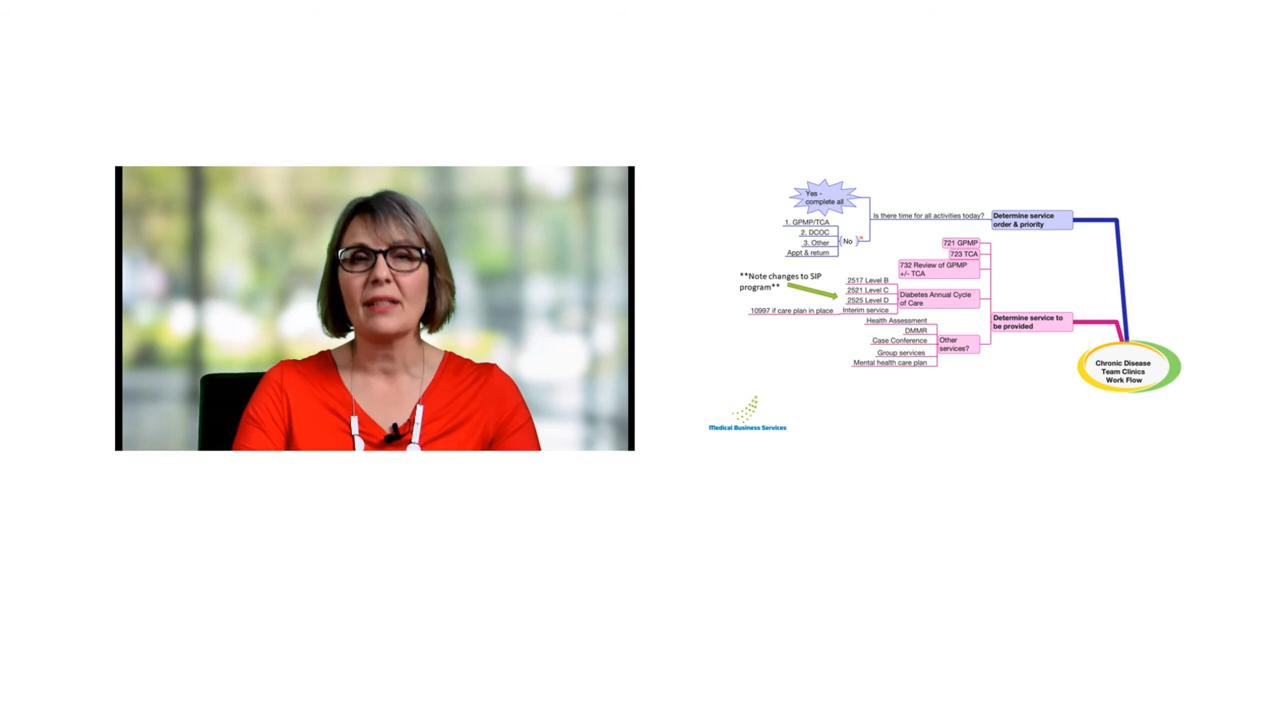 Yes -
complete all
1. GPMP/TCA
2. DCOC
3. Other
Appt & return
No
Is there time for all activities today?
Determine service
order & priority
721 GPMP
723 TCA
732 Review of GPMP
+/- TCA
**Note changes to SIP
program**
2517 Level B
2521 Level C
2525 Level D
10997 if care plan in place
Interim service
Diabetes Annual Cycle
of Care
Health Assessment
DMMR
Case Conference
Group services
Mental health care plan
Other
services?
Determine service to
be provided
Chronic Disease
Team Clinics
Work Flow
Medical Business Services